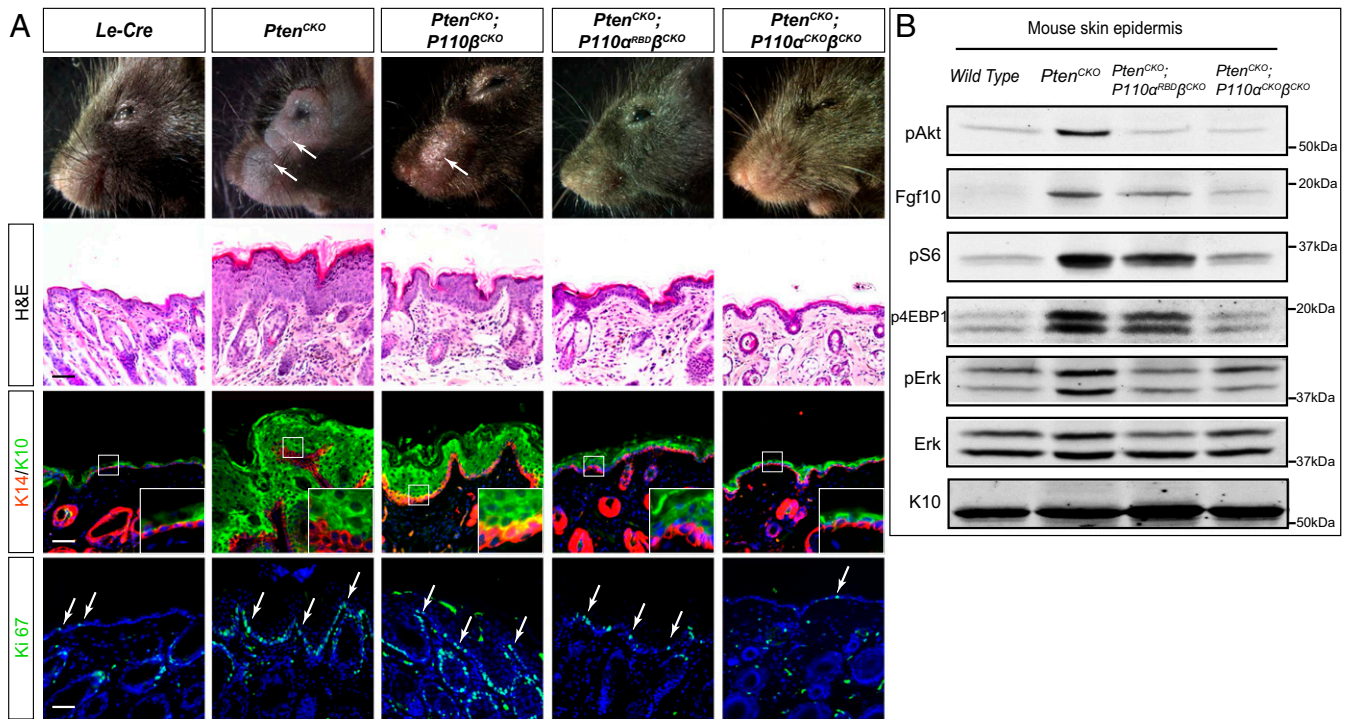 A
Le-Cre
Pten^CKO
Pten^CKO;
P110β^CKO
Pten^CKO;
P110α^RBDβ^CKO
Pten^CKO;
P110α^CKOβ^CKO
H&E
K14/K10
Ki 67
B
Mouse skin epidermis
Wild Type
Pten^CKO
Pten^CKO;
P110α^RBDβ^CKO
Pten^CKO;
P110α^CKOβ^CKO
pAkt
50kDa
Fgf10
20kDa
pS6
37kDa
p4EBP1
20kDa
pErk
37kDa
Erk
37kDa
K10
50kDa